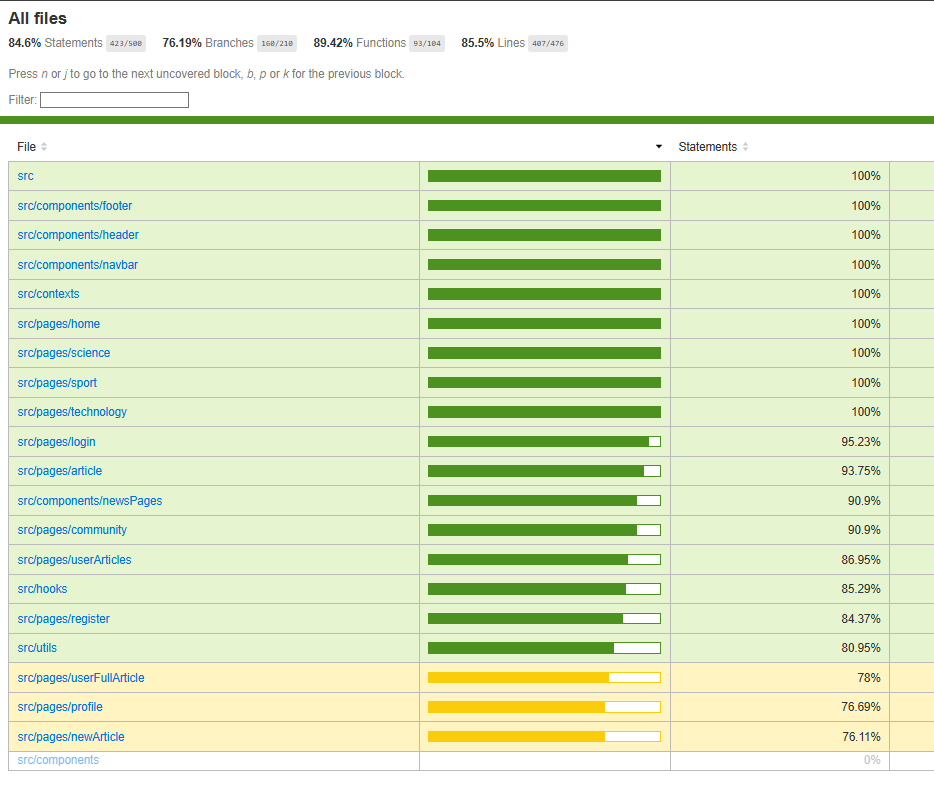 All files
84.6% Statements 423/500 76.19% Branches 160/210 89.42% Functions 93/104 85.5% Lines 407/476
Press n or j to go to the next uncovered block, b, p or k for the previous block.
Filter:
File Statements
src 100%
src/components/footer 100%
src/components/header 100%
src/components/navbar 100%
src/contexts 100%
src/pages/home 100%
src/pages/science 100%
src/pages/sport 100%
src/pages/technology 100%
src/pages/login 95.23%
src/pages/article 93.75%
src/components/newsPages 90.9%
src/pages/community 90.9%
src/pages/userArticles 86.95%
src/hooks 85.29%
src/pages/register 84.37%
src/utils 80.95%
src/pages/userFullArticle 78%
src/pages/profile 76.69%
src/pages/newArticle 76.11%
src/components 0%